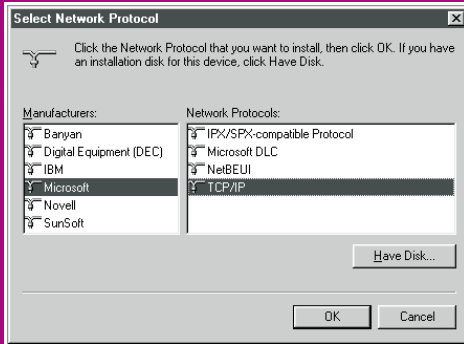 Select Network Protocol
Click the Network Protocol that you want to install, then click OK. If you have
an installation disk for this device, click Have Disk.
Manufacturers:
Banyan
Digital Equipment (DEC)
IBM
Microsoft
Novell
SunSoft
Network Protocols:
IPX/SPX-compatible Protocol
Microsoft DLC
NetBEUI
TCP/IP
Have Disk...
OK
Cancel